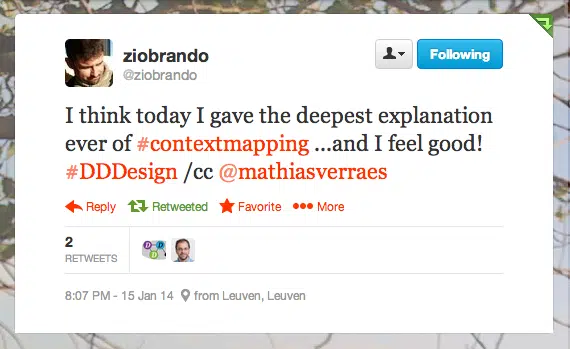 ziobrando
@ziobrando
Following
I think today I gave the deepest explanation
ever of #contextmapping ...and I feel good!
#DDDesign /cc @mathiasverraes
Reply Retweeted Favorite More
2
RETWEETS
D D D
8:07 PM - 15 Jan 14 from Leuven, Leuven